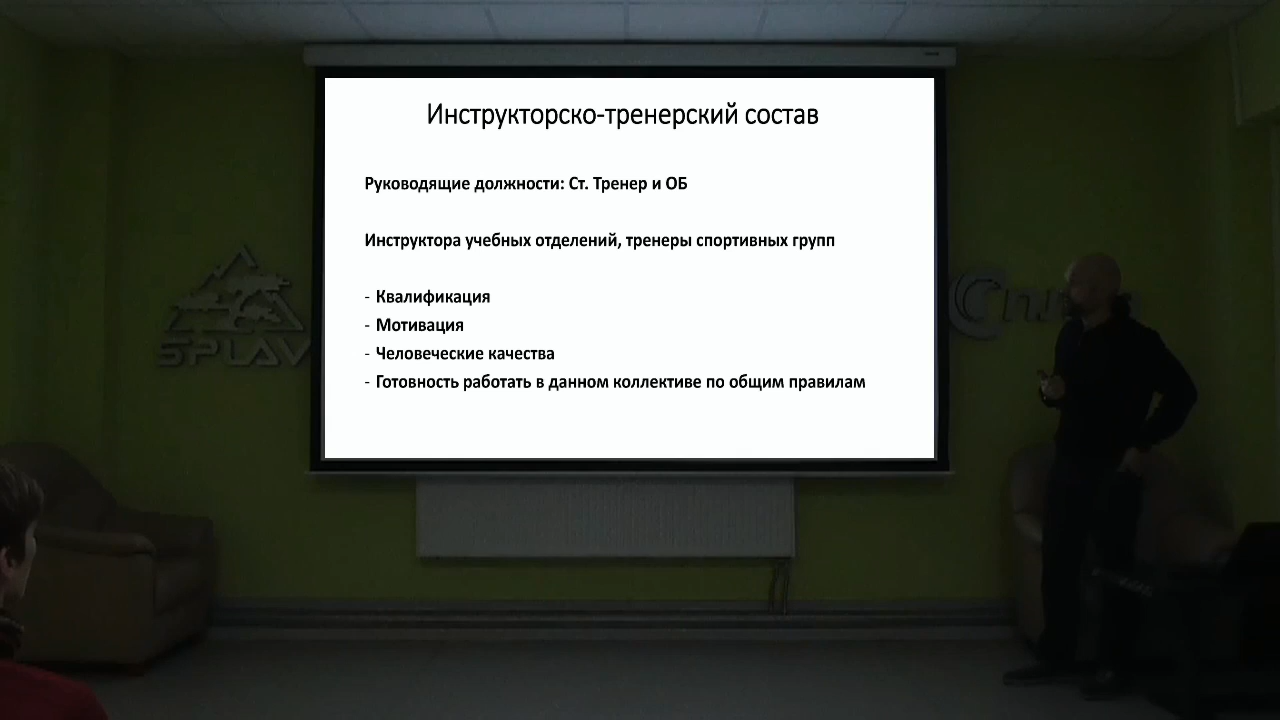 Инструкторско-тренерский состав
Руководящие должности: Ст. Тренер и ОБ
Инструктора учебных отделений, тренеры спортивных групп
- Квалификация
- Мотивация
- Человеческие качества
- Готовность работать в данном коллективе по общим правилам
SPLAV